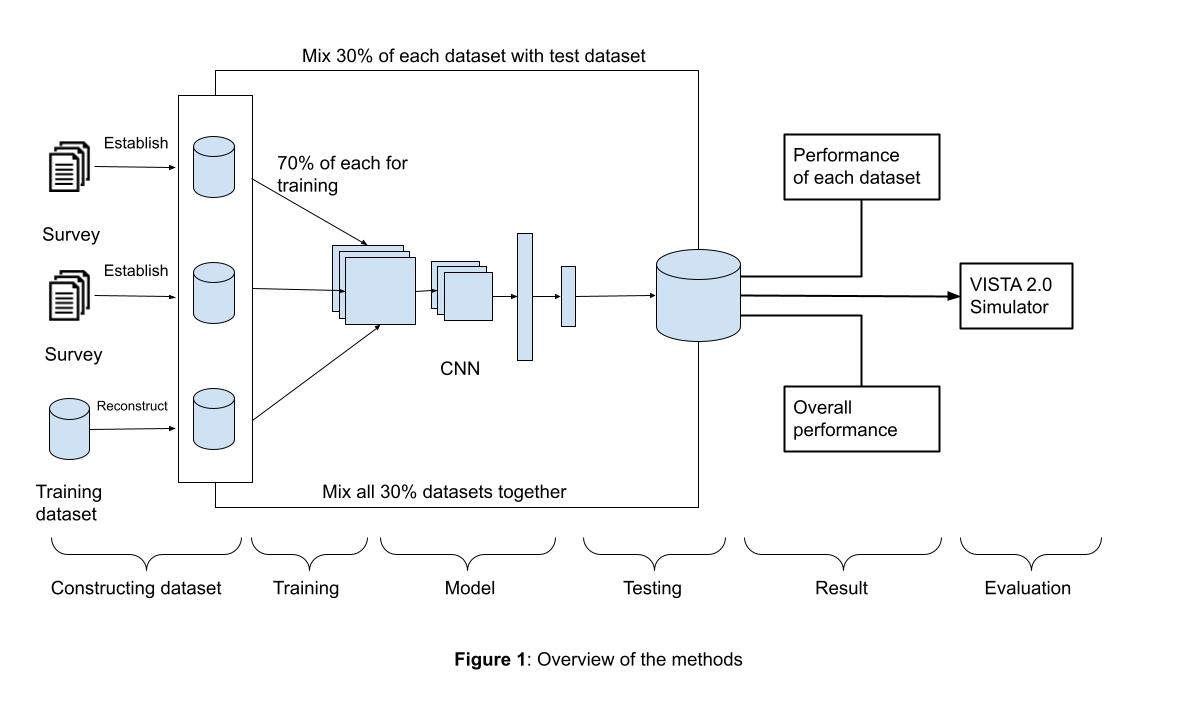 Mix 30% of each dataset with test dataset
Establish
Survey
70% of each for
training
Establish
Survey
Reconstruct
Training
dataset
CNN
Mix all 30% datasets together
Performance
of each dataset
VISTA 2.0
Simulator
Overall
performance
Constructing dataset
Training
Model
Testing
Result
Evaluation
Figure 1: Overview of the methods